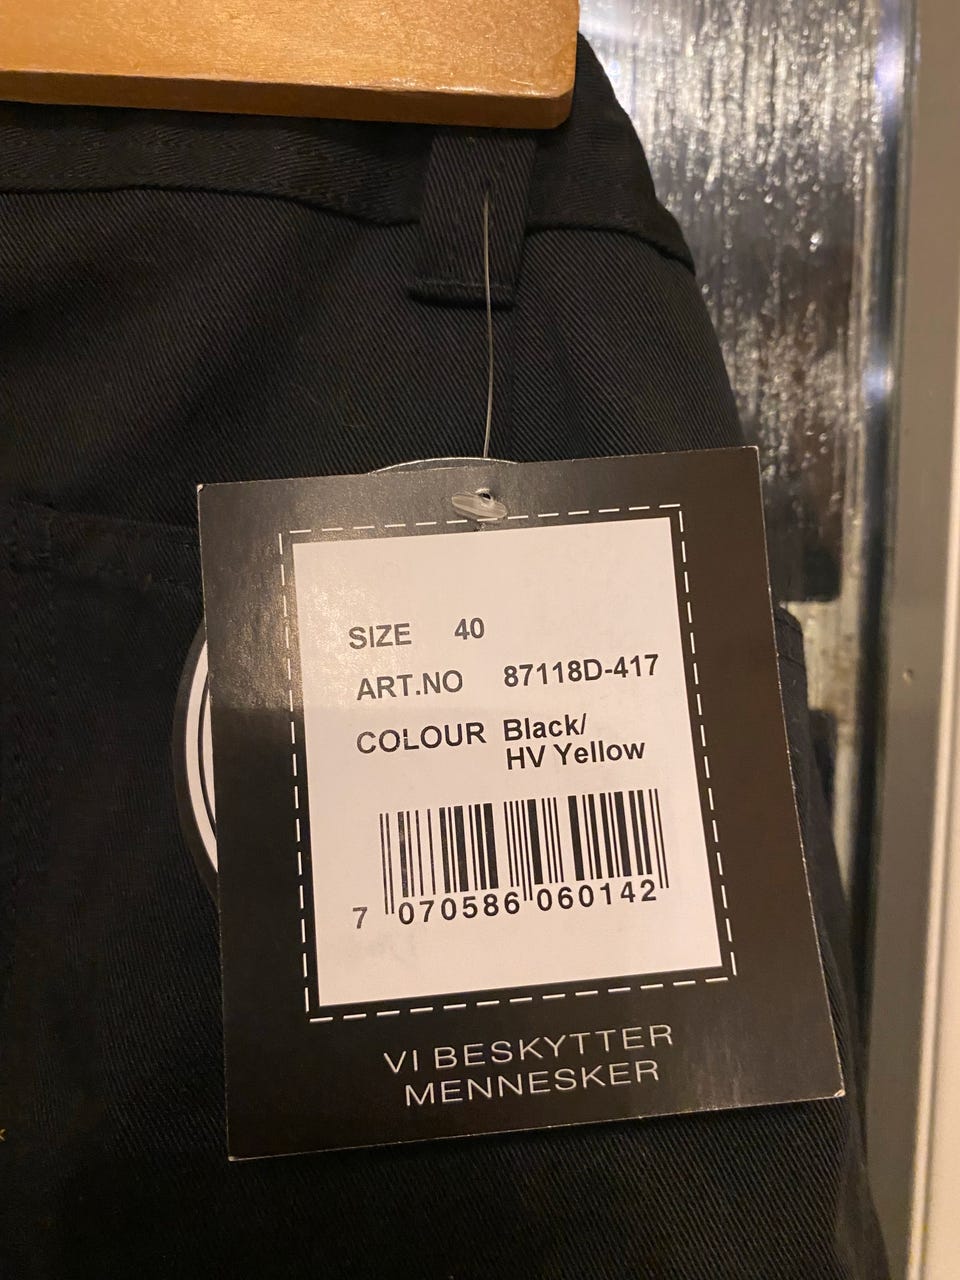 SIZE 40
ART.NO 87118D-417
COLOUR Black/
HV Yellow
7 070586 060142
VI BESKYTTER
MENNESKER